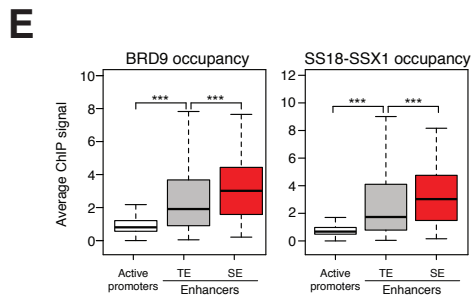 E
BRD9 occupancy
SS18-SSX1 occupancy
Average ChIP signal
10
8
6
4
2
0
*** ***
Active promoters
TE
SE
Enhancers
12
10
8
6
4
2
0
*** ***
Active promoters
TE
SE
Enhancers